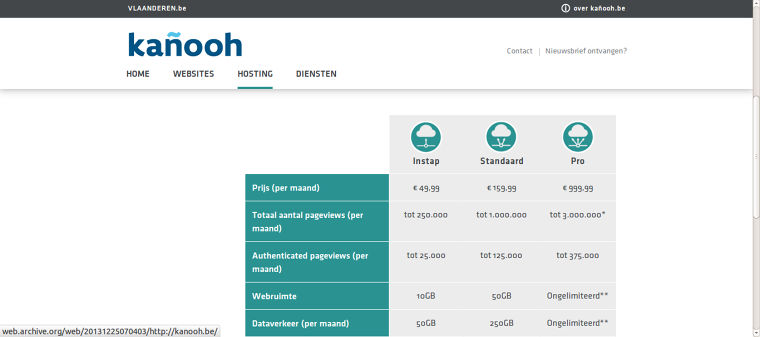 VLAANDEREN.be
over kañooh.be
kañooh
Contact | Nieuwsbrief ontvangen?
HOME WEBSITES HOSTING DIENSTEN
Instap Standaard Pro
Prijs (per maand) € 49,99 € 159,99 € 999,99
Totaal aantal pageviews (per maand) tot 250.000 tot 1.000.000 tot 3.000.000*
Authenticated pageviews (per maand) tot 25.000 tot 125.000 tot 375.000
Webruimte 10GB 50GB Ongelimiteerd**
Dataverkeer (per maand) 50GB 250GB Ongelimiteerd**
web.archive.org/web/20131225070403/http://kanooh.be/